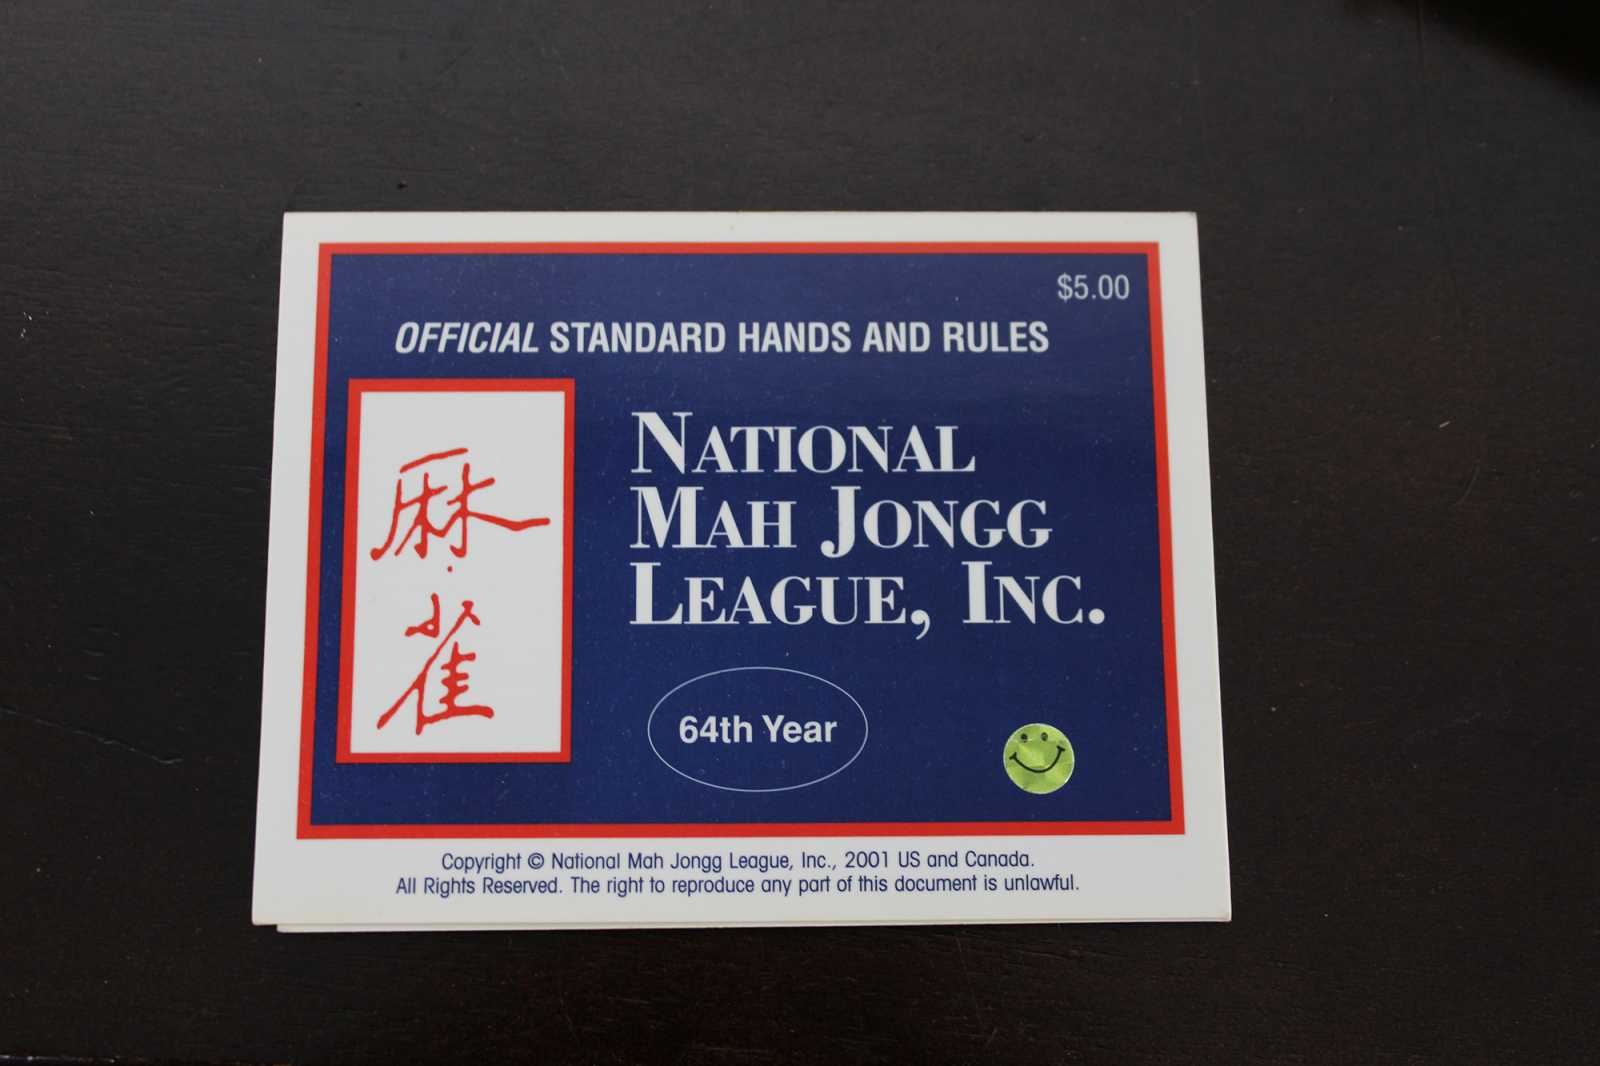 $5.00
OFFICIAL STANDARD HANDS AND RULES
麻
雀
NATIONAL
MAH JONGG
LEAGUE, INC.
64th Year
Copyright © National Mah Jongg League, Inc., 2001 US and Canada.
All Rights Reserved. The right to reproduce any part of this document is unlawful.